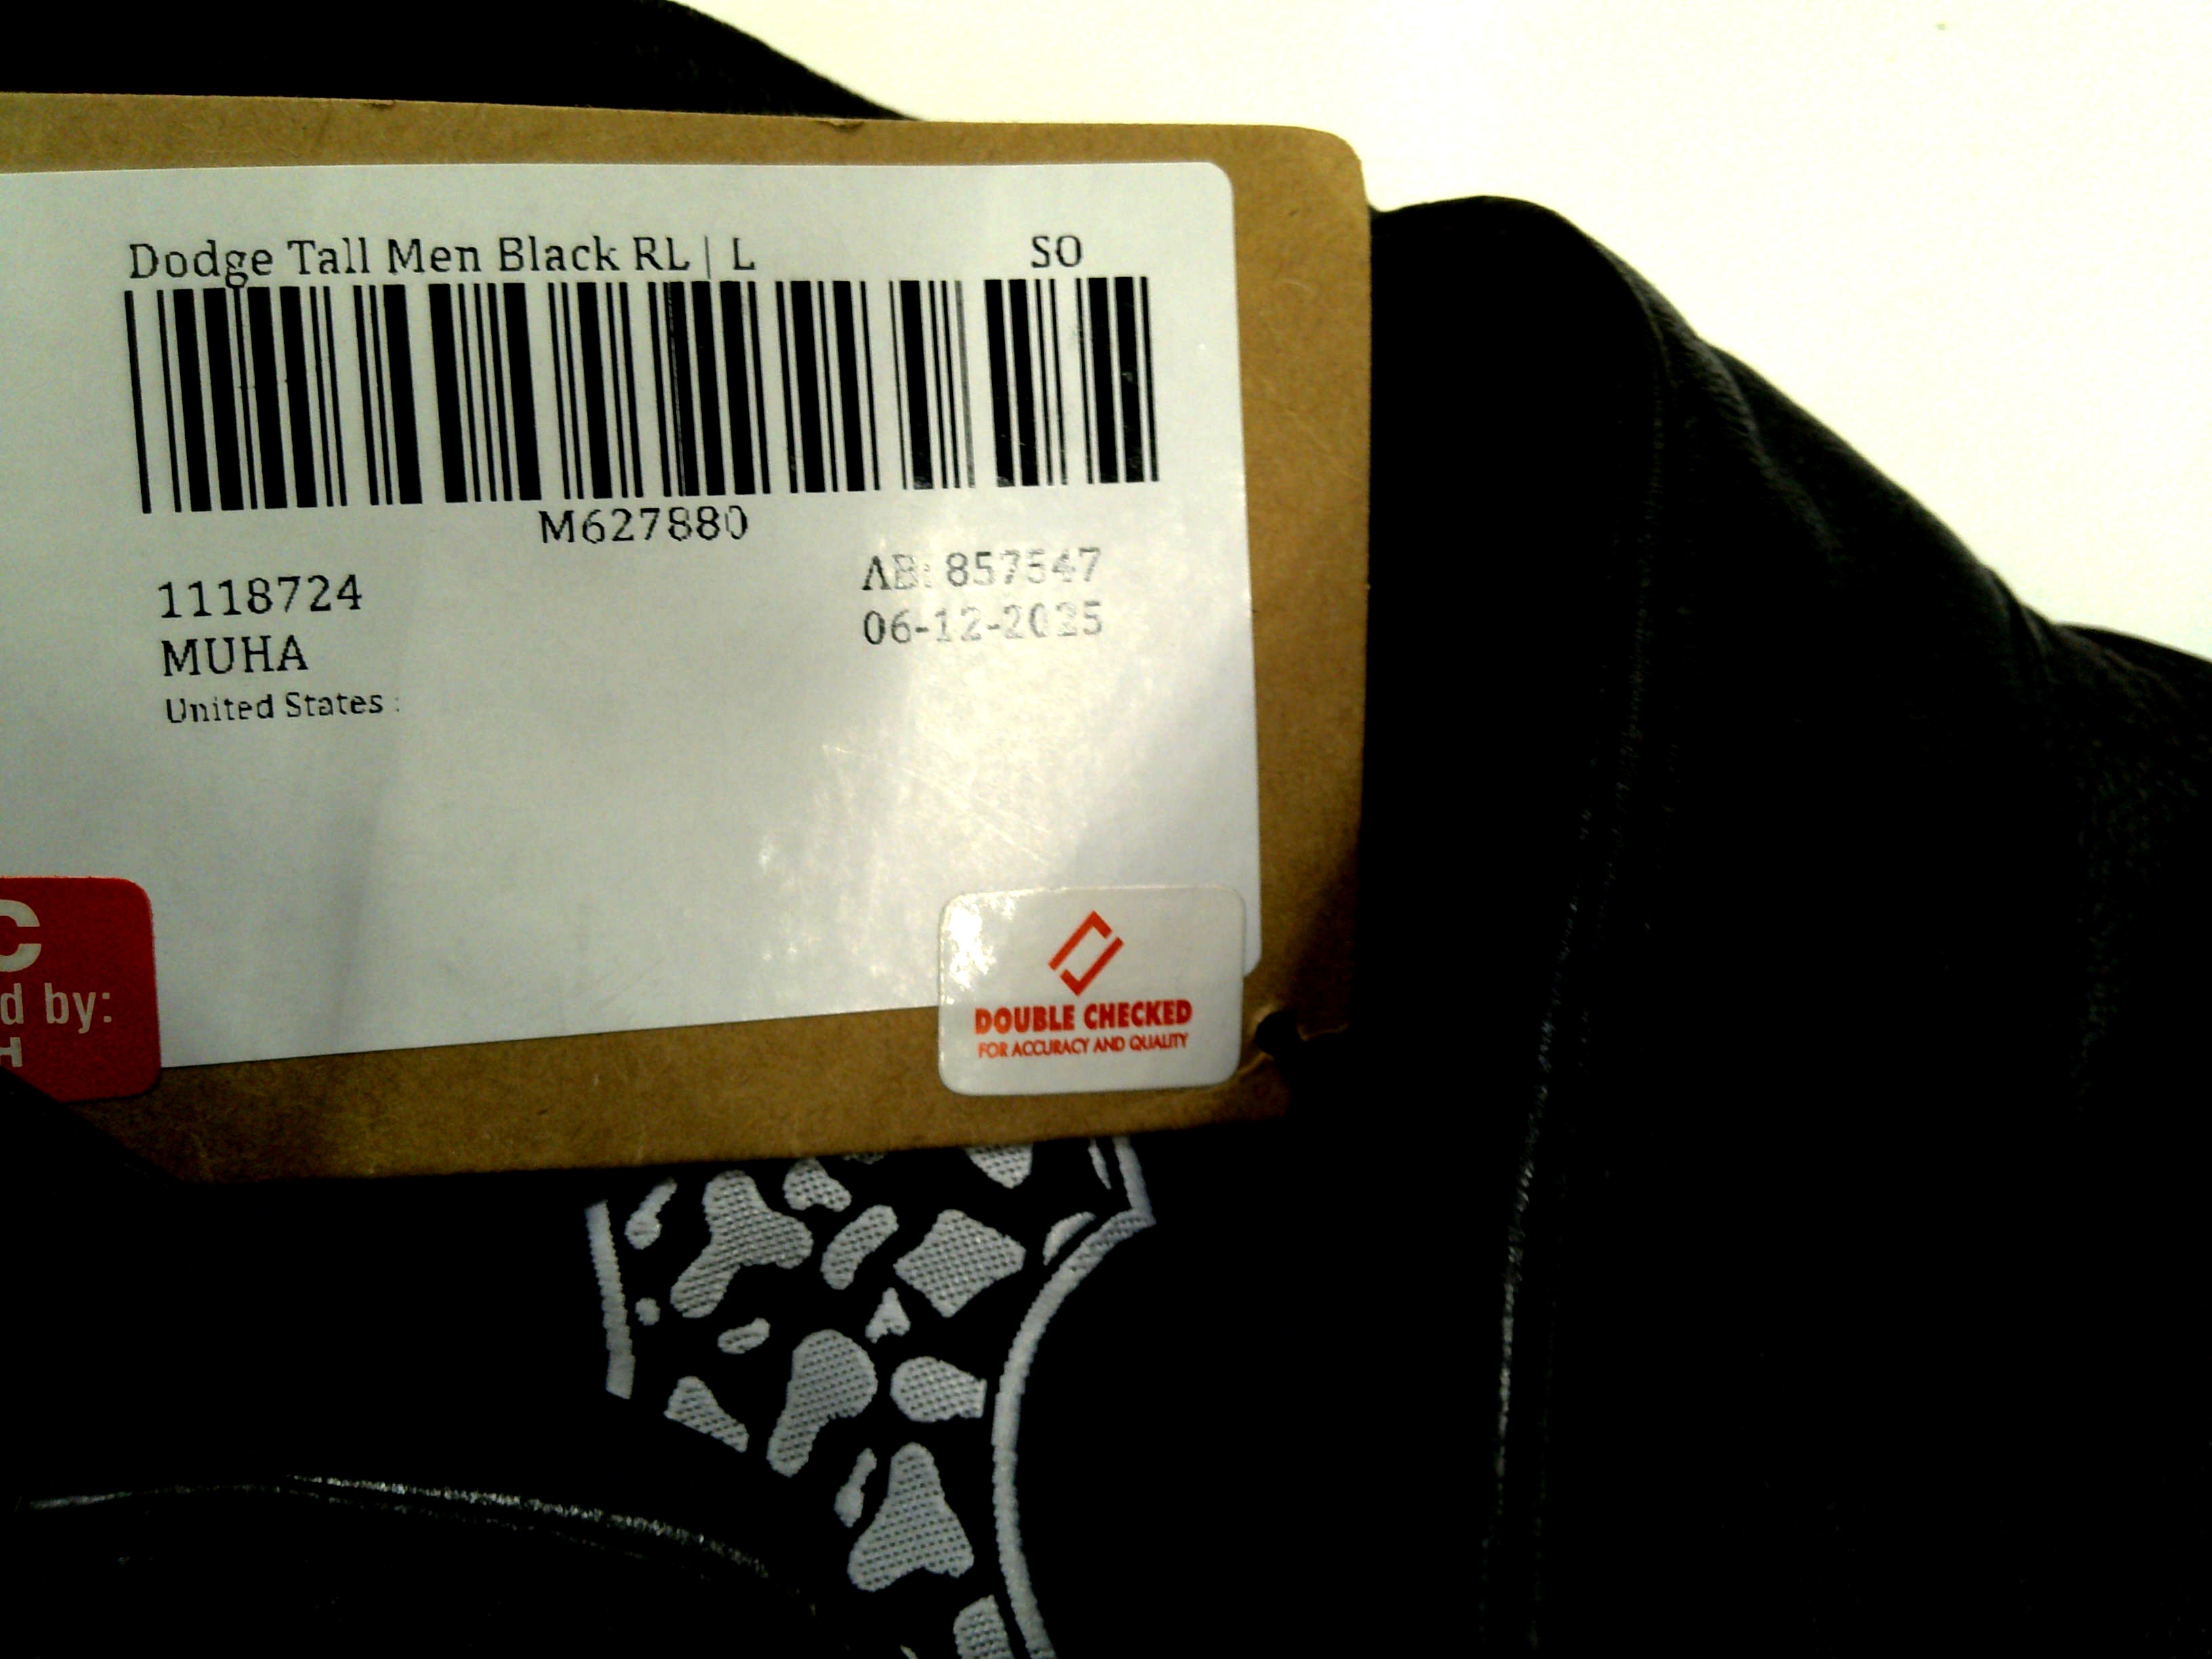 Dodge Tall Men Black RL | L SO
M627880
AB: 857547
1118724
06-12-2025
MUHA
United States :
C
d by:
H
DOUBLE CHECKED
FOR ACCURACY AND QUALITY